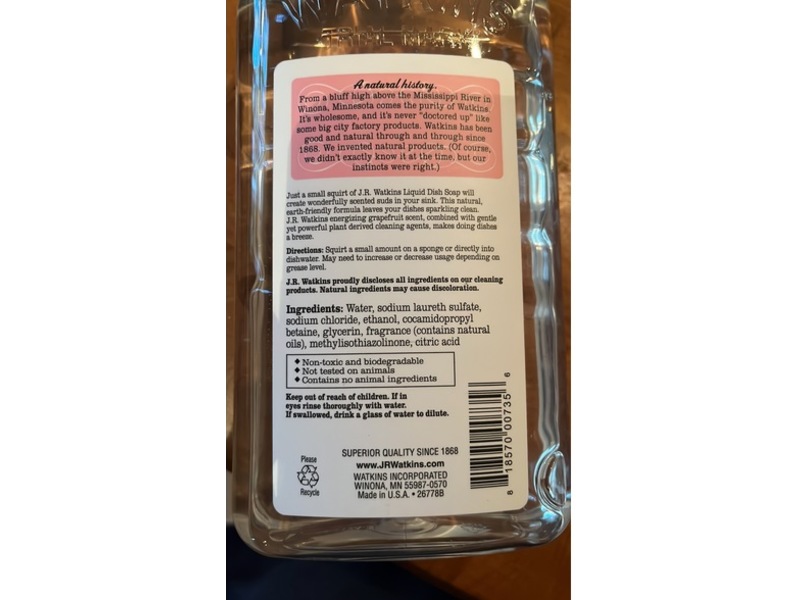 WATKINS
TRIAL MARK
A natural history.
From a bluff high above the Mississippi River in
Winona, Minnesota comes the purity of Watkins.
It's wholesome, and it's never "doctored up" like
some big city factory products. Watkins has been
good and natural through and through since
1868. We invented natural products. (Of course,
we didn't exactly know it at the time, but our
instincts were right.)
Just a small squirt of J.R. Watkins Liquid Dish Soap will
create wonderfully scented suds in your sink. This natural,
earth-friendly formula leaves your dishes sparkling clean.
J.R. Watkins energizing grapefruit scent, combined with gentle
yet powerful plant derived cleaning agents, makes doing dishes
a breeze.
Directions: Squirt a small amount on a sponge or directly into
dishwater. May need to increase or decrease usage depending on
grease level.
J.R. Watkins proudly discloses all ingredients on our cleaning
products. Natural ingredients may cause discoloration.
Ingredients: Water, sodium laureth sulfate,
sodium chloride, ethanol, cocamidopropyl
betaine, glycerin, fragrance (contains natural
oils), methylisothiazolinone, citric acid
◆ Non-toxic and biodegradable
◆ Not tested on animals
◆ Contains no animal ingredients
Keep out of reach of children. If in
eyes rinse thoroughly with water.
If swallowed, drink a glass of water to dilute.
Please
Recycle
SUPERIOR QUALITY SINCE 1868
www.JRWatkins.com
WATKINS INCORPORATED
WINONA, MN 55987-0570
Made in U.S.A. • 26778B
8 18570 00735 6